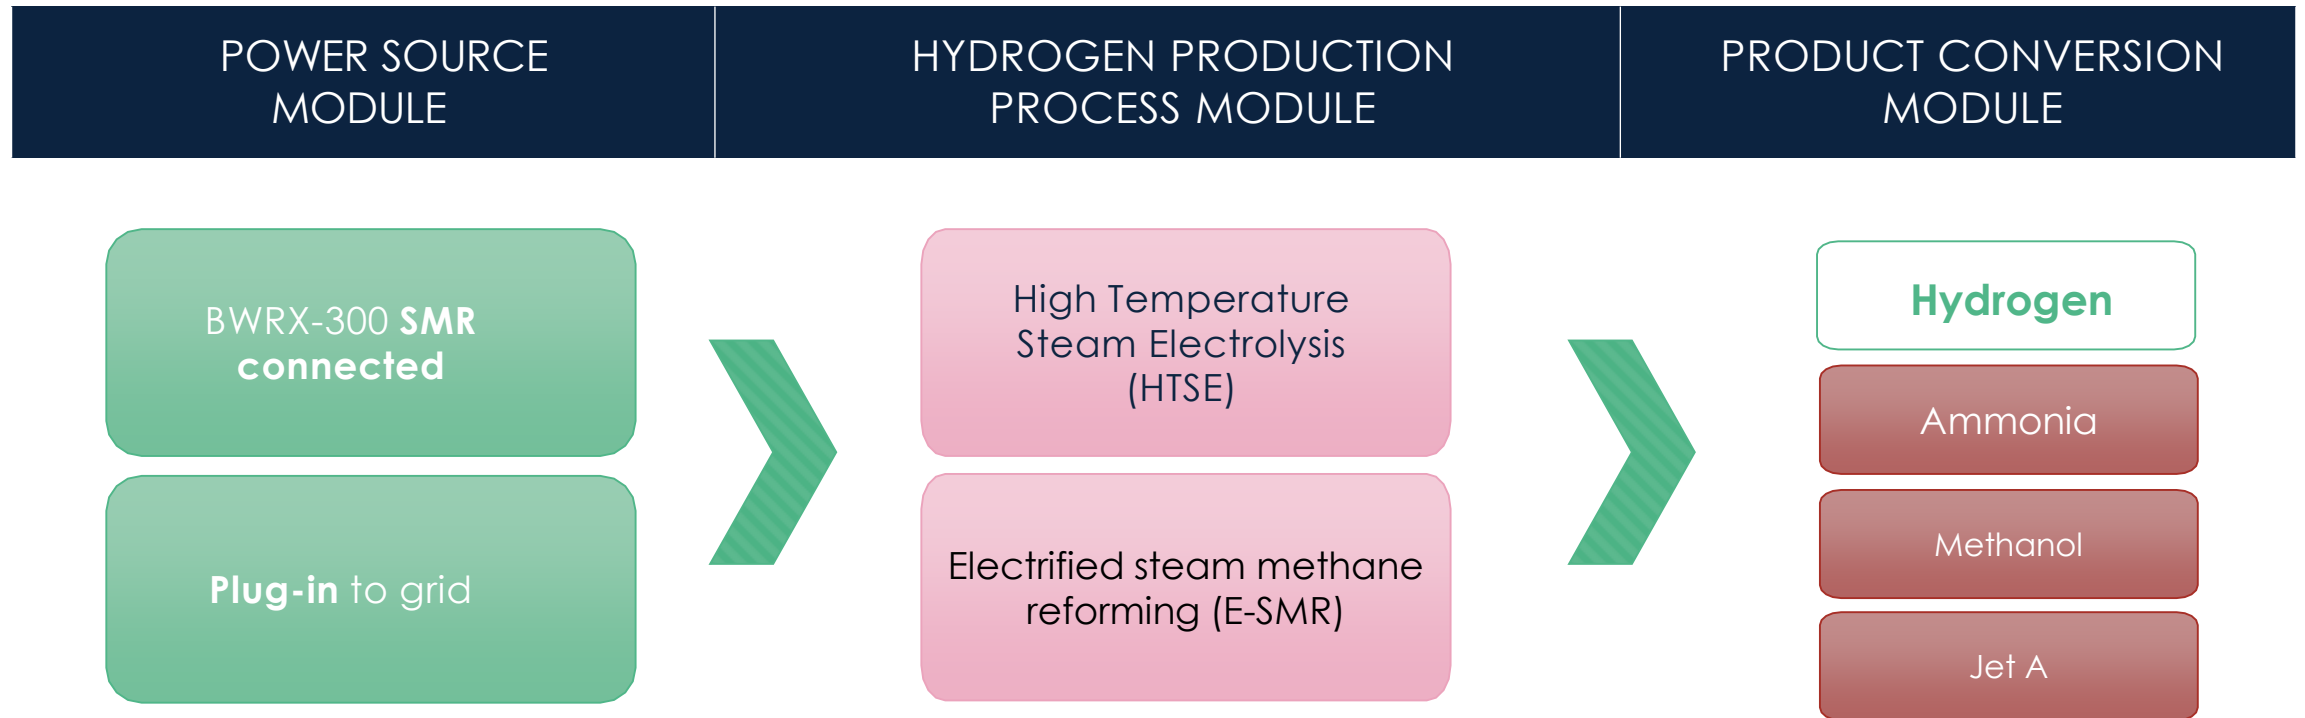 POWER SOURCE
MODULE
HYDROGEN PRODUCTION
PROCESS MODULE
PRODUCT CONVERSION
MODULE
BWRX-300 SMR
connected
Plug-in to grid
High Temperature
Steam Electrolysis
(HTSE)
Electrified steam methane
reforming (E-SMR)
Hydrogen
Ammonia
Methanol
Jet A